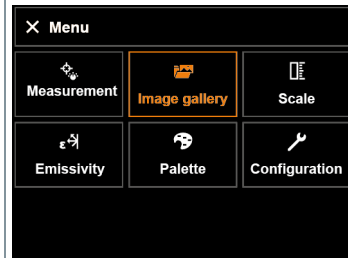 Menu
Measurement
Image gallery
Scale
ε
Emissivity
Palette
Configuration